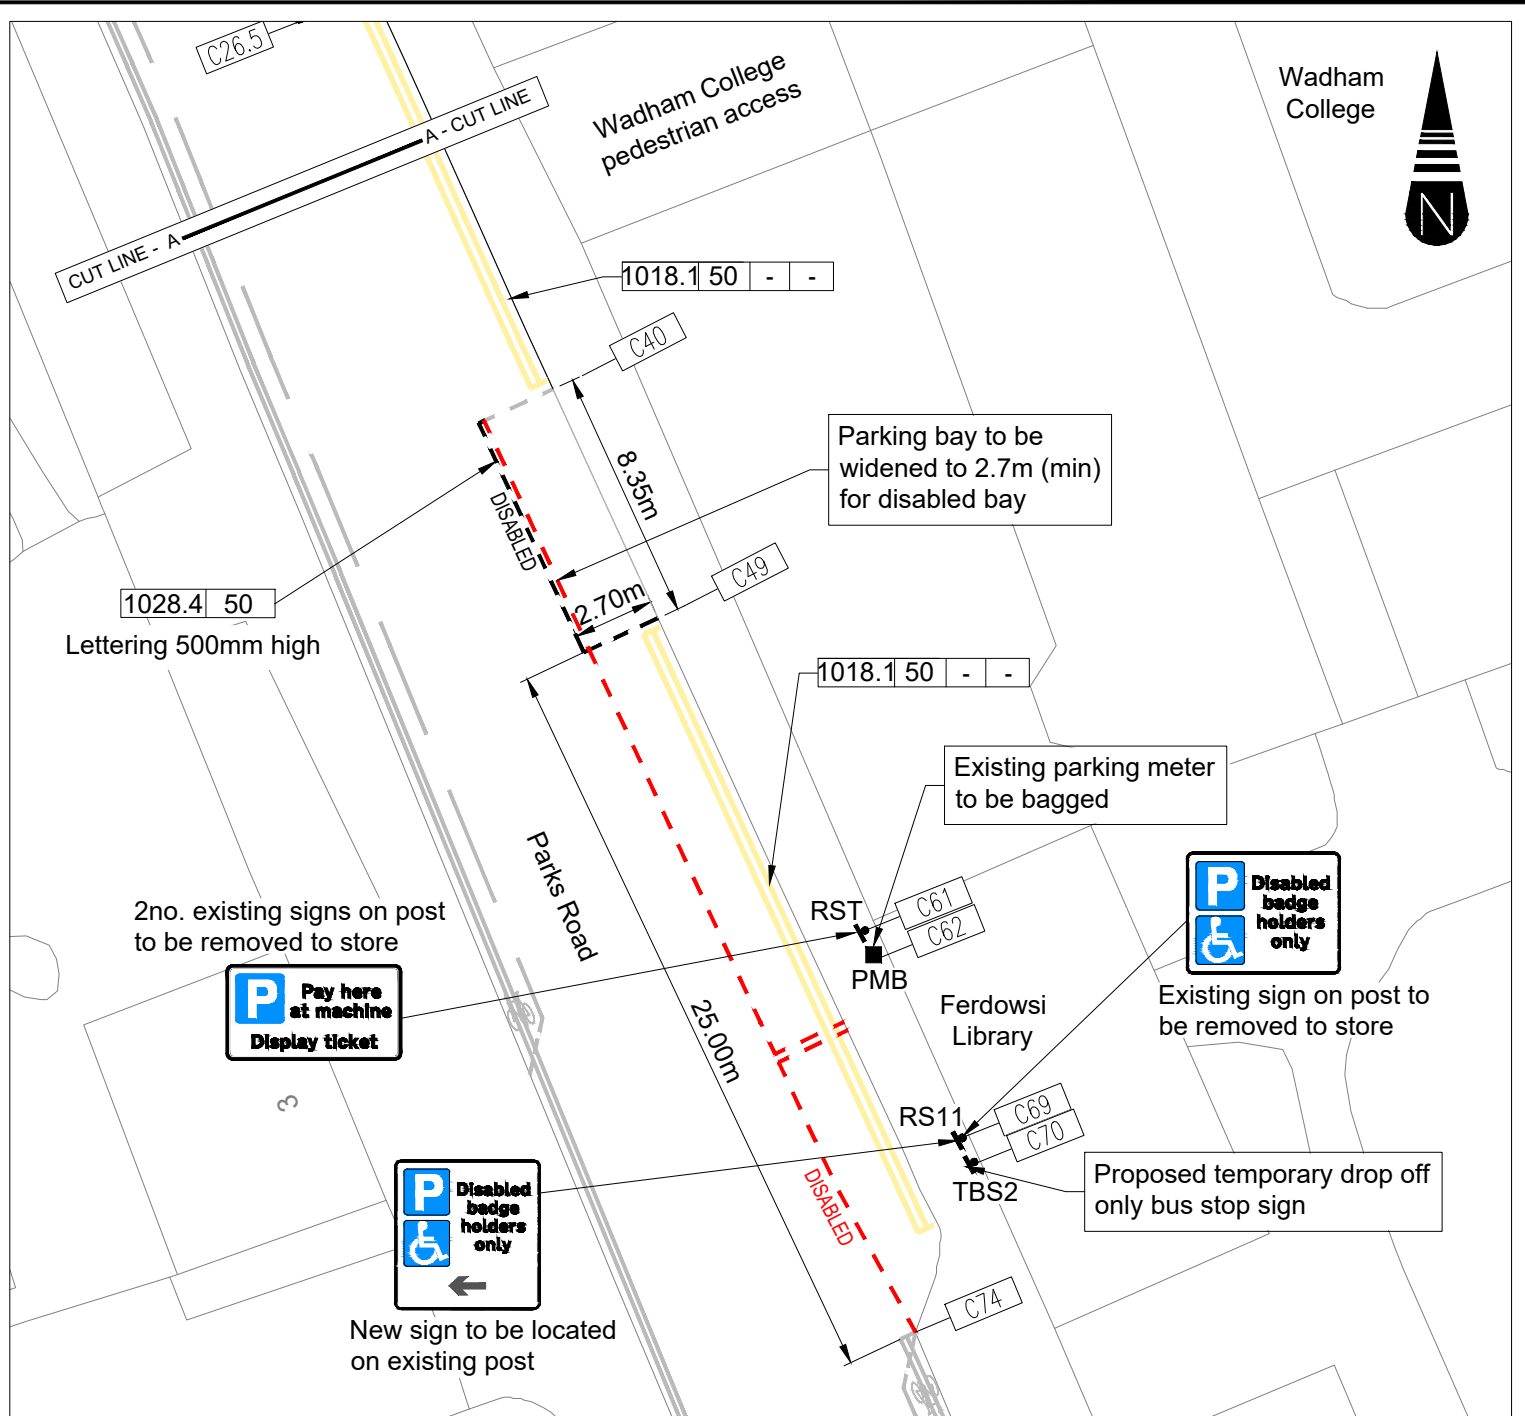 C26.5
A - CUT LINE
CUT LINE - A
Wadham College
pedestrian access
Wadham
College
N
1018.1 50 - -
C40
8.35m
Parking bay to be
widened to 2.7m (min)
for disabled bay
DISABLED
C49
2.70m
1028.4 50
Lettering 500mm high
1018.1 50 - -
Existing parking meter
to be bagged
Parks Road
2no. existing signs on post
to be removed to store
P Pay here
at machine
Display ticket
RST
C61
C62
PMB
P Disabled
badge
holders
only
Existing sign on post to
be removed to store
Ferdowsi
Library
25.00m
3
RS11
C69
C70
TBS2
Proposed temporary drop off
only bus stop sign
DISABLED
P Disabled
badge
holders
only
New sign to be located
on existing post
C74